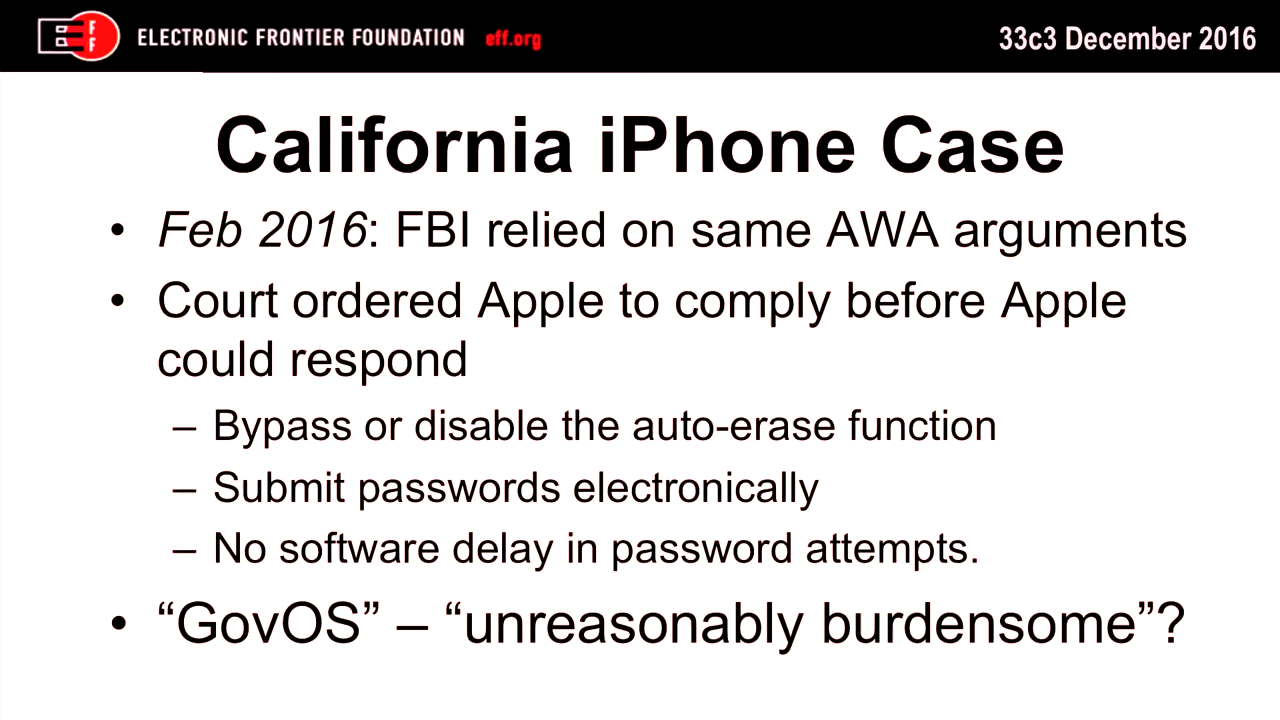 EFF
ELECTRONIC FRONTIER FOUNDATION eff.org
33c3 December 2016
California iPhone Case
• Feb 2016: FBI relied on same AWA arguments
• Court ordered Apple to comply before Apple
could respond
– Bypass or disable the auto-erase function
– Submit passwords electronically
– No software delay in password attempts.
• “GovOS” – “unreasonably burdensome”?